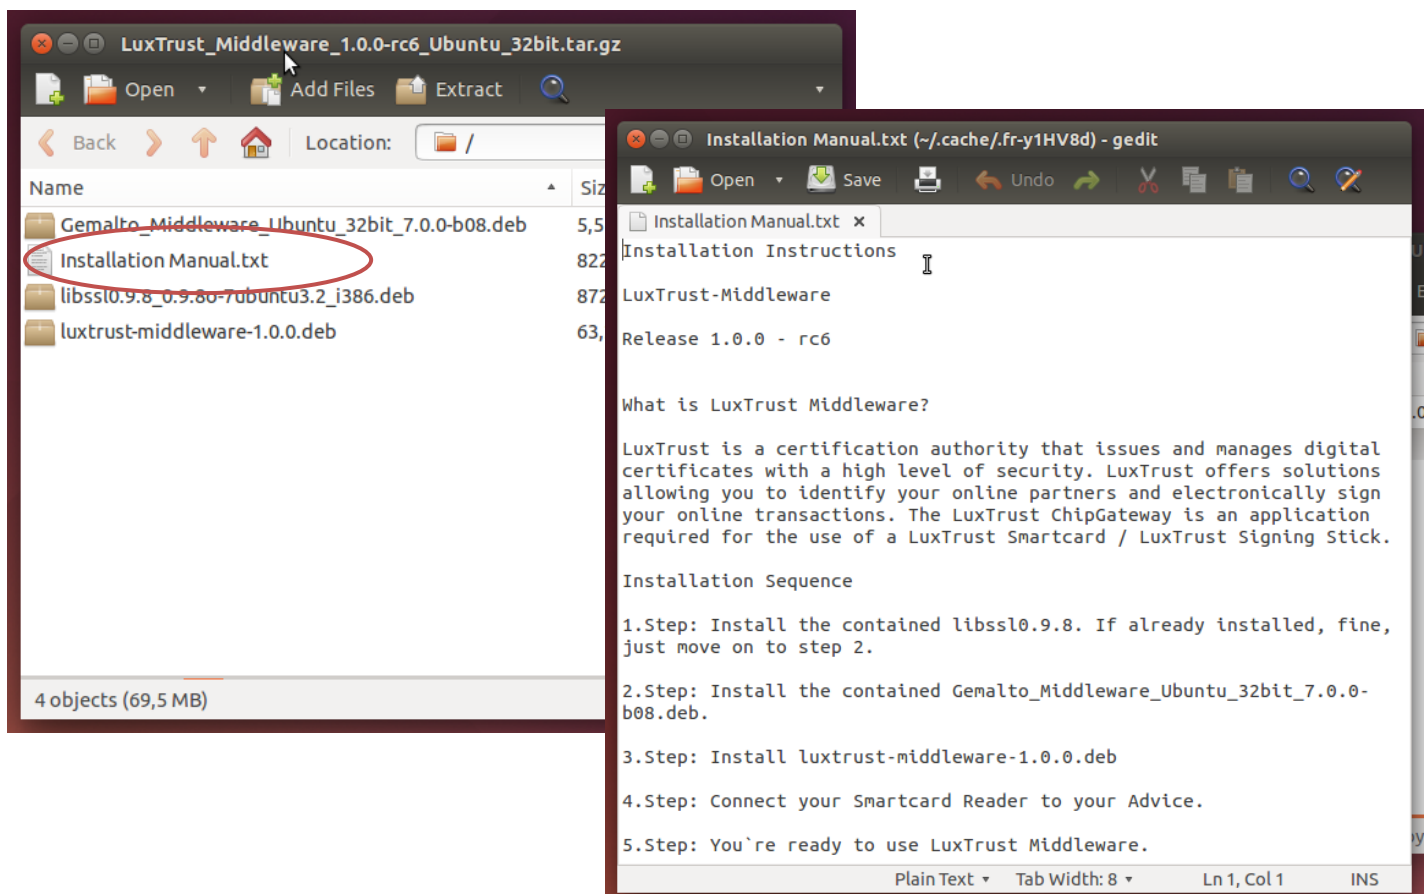 LuxTrust_Middleware_1.0.0-rc6_Ubuntu_32bit.tar.gz
Open Add Files Extract
Back Location: /
Name Siz
Gemalto_Middleware_Ubuntu_32bit_7.0.0-b08.deb 5,5
Installation Manual.txt 822
libssl0.9.8_0.9.8o-7ubuntu3.2_i386.deb 872
luxtrust-middleware-1.0.0.deb 63,
4 objects (69,5 MB)
Installation Manual.txt (~/.cache/.fr-y1HV8d) - gedit
Open Save Undo
Installation Manual.txt
Installation Instructions
LuxTrust-Middleware
Release 1.0.0 - rc6
What is LuxTrust Middleware?
LuxTrust is a certification authority that issues and manages digital
certificates with a high level of security. LuxTrust offers solutions
allowing you to identify your online partners and electronically sign
your online transactions. The LuxTrust ChipGateway is an application
required for the use of a LuxTrust Smartcard / LuxTrust Signing Stick.
Installation Sequence
1.Step: Install the contained libssl0.9.8. If already installed, fine,
just move on to step 2.
2.Step: Install the contained Gemalto_Middleware_Ubuntu_32bit_7.0.0-
b08.deb.
3.Step: Install luxtrust-middleware-1.0.0.deb
4.Step: Connect your Smartcard Reader to your Advice.
5.Step: You`re ready to use LuxTrust Middleware.
Plain Text Tab Width: 8 Ln 1, Col 1 INS